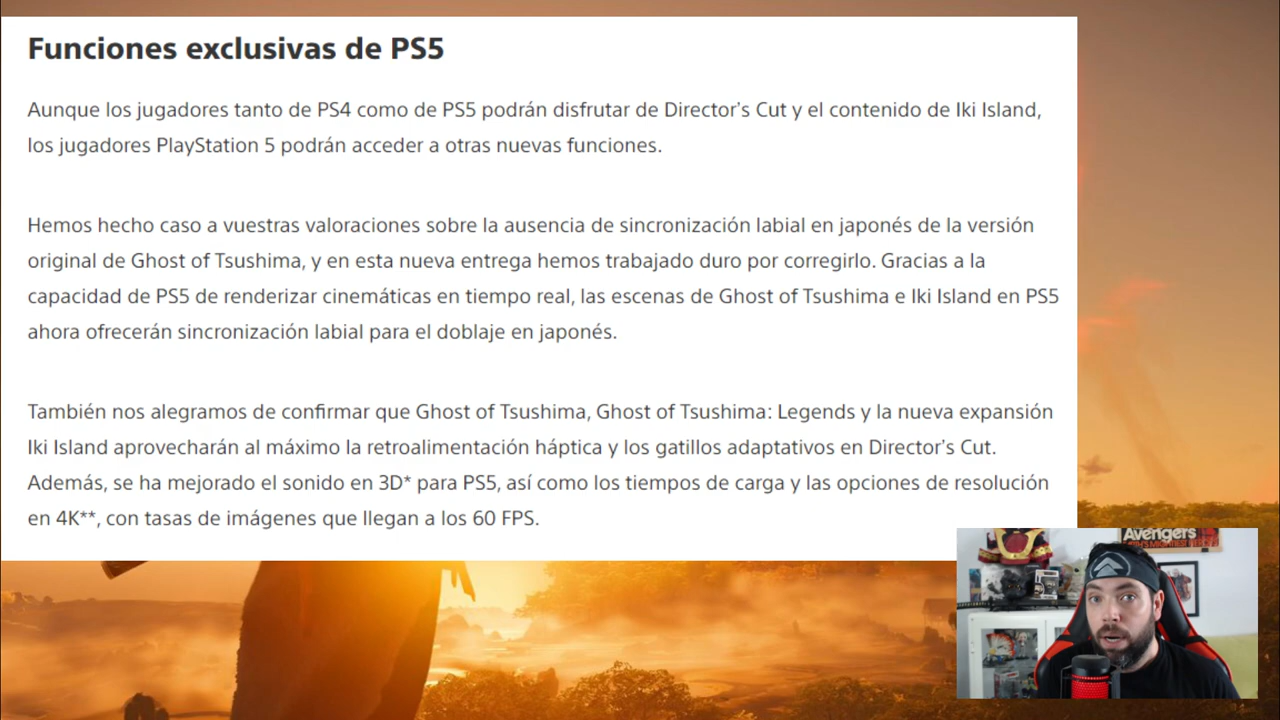 Funciones exclusivas de PS5
Aunque los jugadores tanto de PS4 como de PS5 podrán disfrutar de Director's Cut y el contenido de Iki Island,
los jugadores PlayStation 5 podrán acceder a otras nuevas funciones.
Hemos hecho caso a vuestras valoraciones sobre la ausencia de sincronización labial en japonés de la versión
original de Ghost of Tsushima, y en esta nueva entrega hemos trabajado duro por corregirlo. Gracias a la
capacidad de PS5 de renderizar cinemáticas en tiempo real, las escenas de Ghost of Tsushima e Iki Island en PS5
ahora ofrecerán sincronización labial para el doblaje en japonés.
También nos alegramos de confirmar que Ghost of Tsushima, Ghost of Tsushima: Legends y la nueva expansión
Iki Island aprovecharán al máximo la retroalimentación háptica y los gatillos adaptativos en Director's Cut.
Además, se ha mejorado el sonido en 3D* para PS5, así como los tiempos de carga y las opciones de resolución
en 4K**, con tasas de imágenes que llegan a los 60 FPS.
Avengers